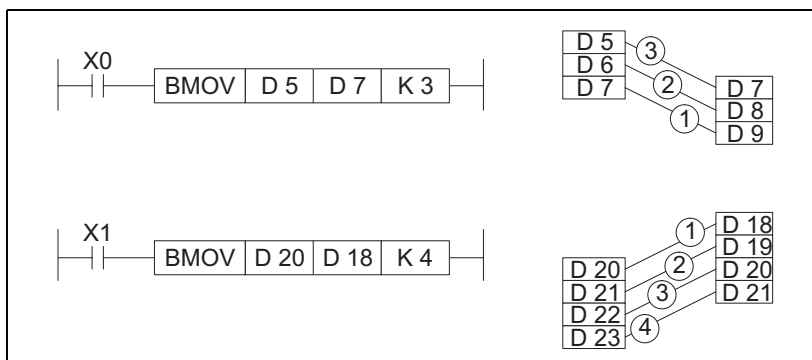 X0
BMOV D 5 D 7 K 3
D 5
D 6
D 7
3
2
1
D 7
D 8
D 9
X1
BMOV D 20 D 18 K 4
D 20
D 21
D 22
D 23
1
2
3
4
D 18
D 19
D 20
D 21